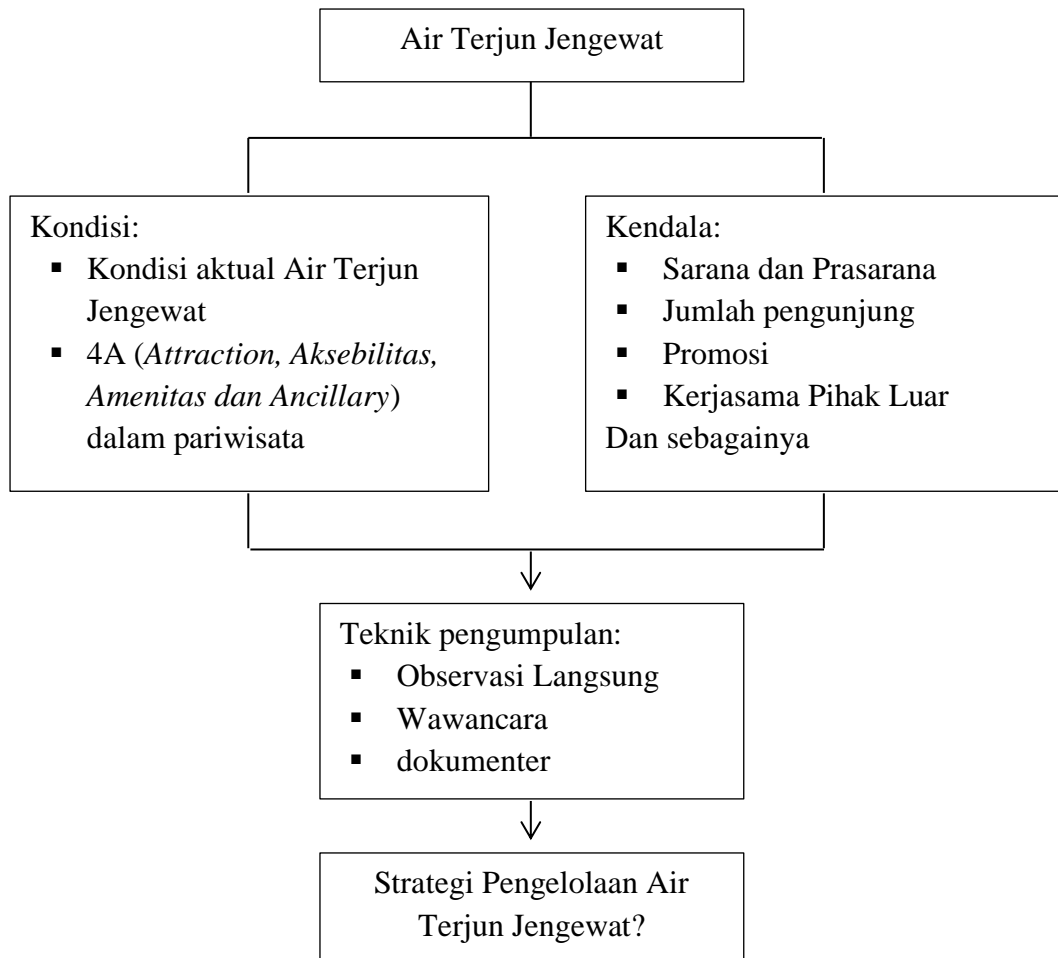 Air Terjun Jengewat
Kondisi:
▪ Kondisi aktual Air Terjun
Jengewat
▪ 4A (Attraction, Aksebilitas,
Amenitas dan Ancillary)
dalam pariwisata
Kendala:
▪ Sarana dan Prasarana
▪ Jumlah pengunjung
▪ Promosi
▪ Kerjasama Pihak Luar
Dan sebagainya
Teknik pengumpulan:
▪ Observasi Langsung
▪ Wawancara
▪ dokumenter
Strategi Pengelolaan Air
Terjun Jengewat?